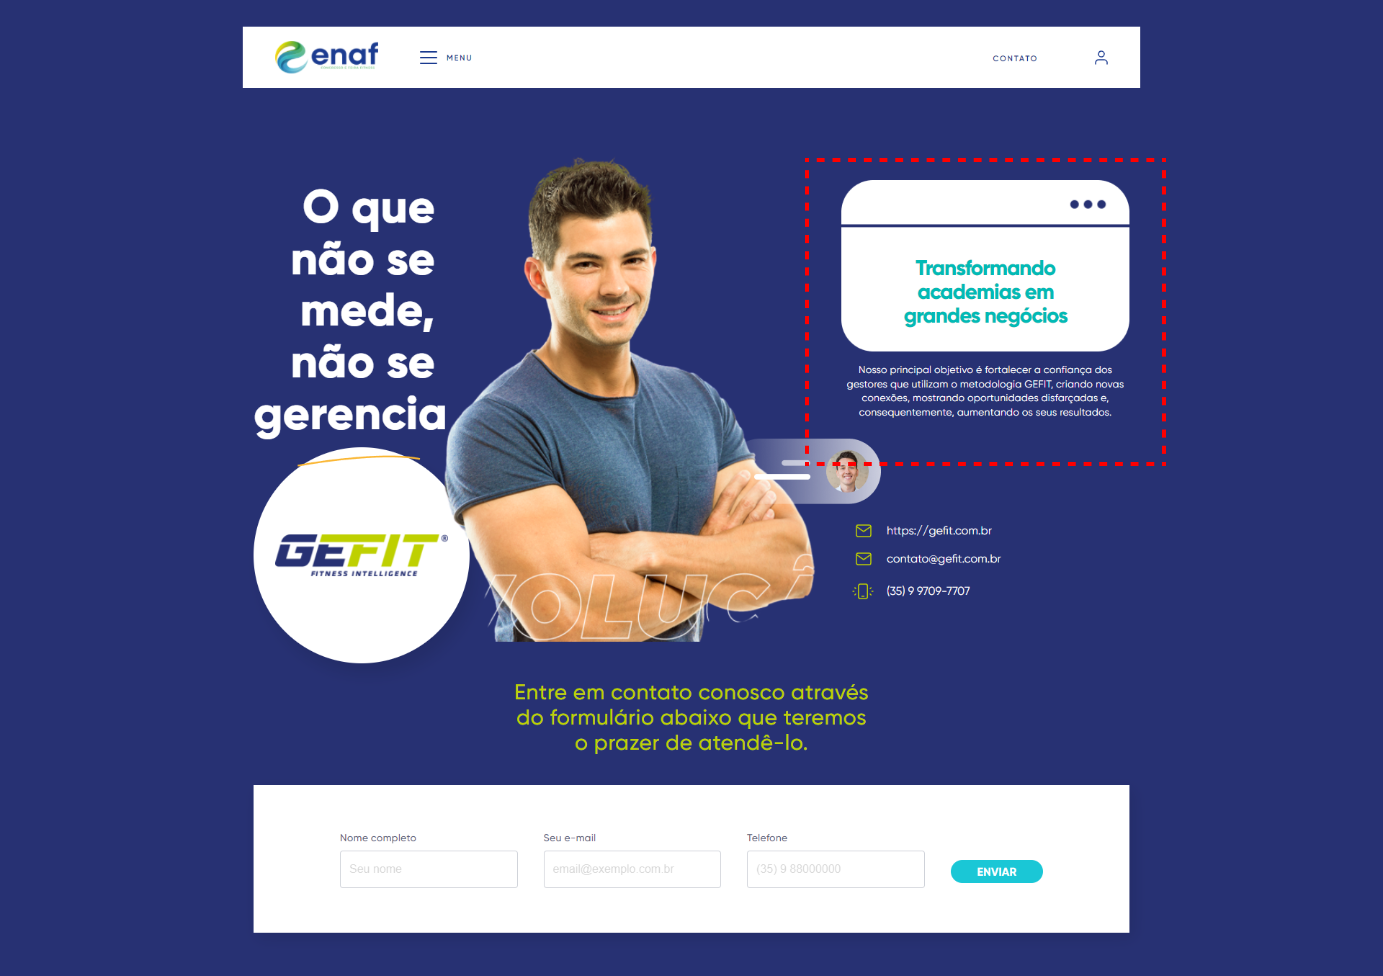 enaf
MENU
CONTATO
O que
não se
mede,
não se
gerencia
GEFIT®
FITNESS INTELLIGENCE
Transformando
academias em
grandes negócios
Nosso principal objetivo é fortalecer a confiança dos
gestores que utilizam o metodologia GEFIT, criando novas
conexões, mostrando oportunidades disfarçadas e,
consequentemente, aumentando os seus resultados.
https://gefit.com.br
contato@gefit.com.br
(35) 9 9709-7707
VOLUÇÃ
Entre em contato conosco através
do formulário abaixo que teremos
o prazer de atendê-lo.
Nome completo
Seu e-mail
Telefone
Seu nome
email@exemplo.com.br
(35) 9 88000000
ENVIAR